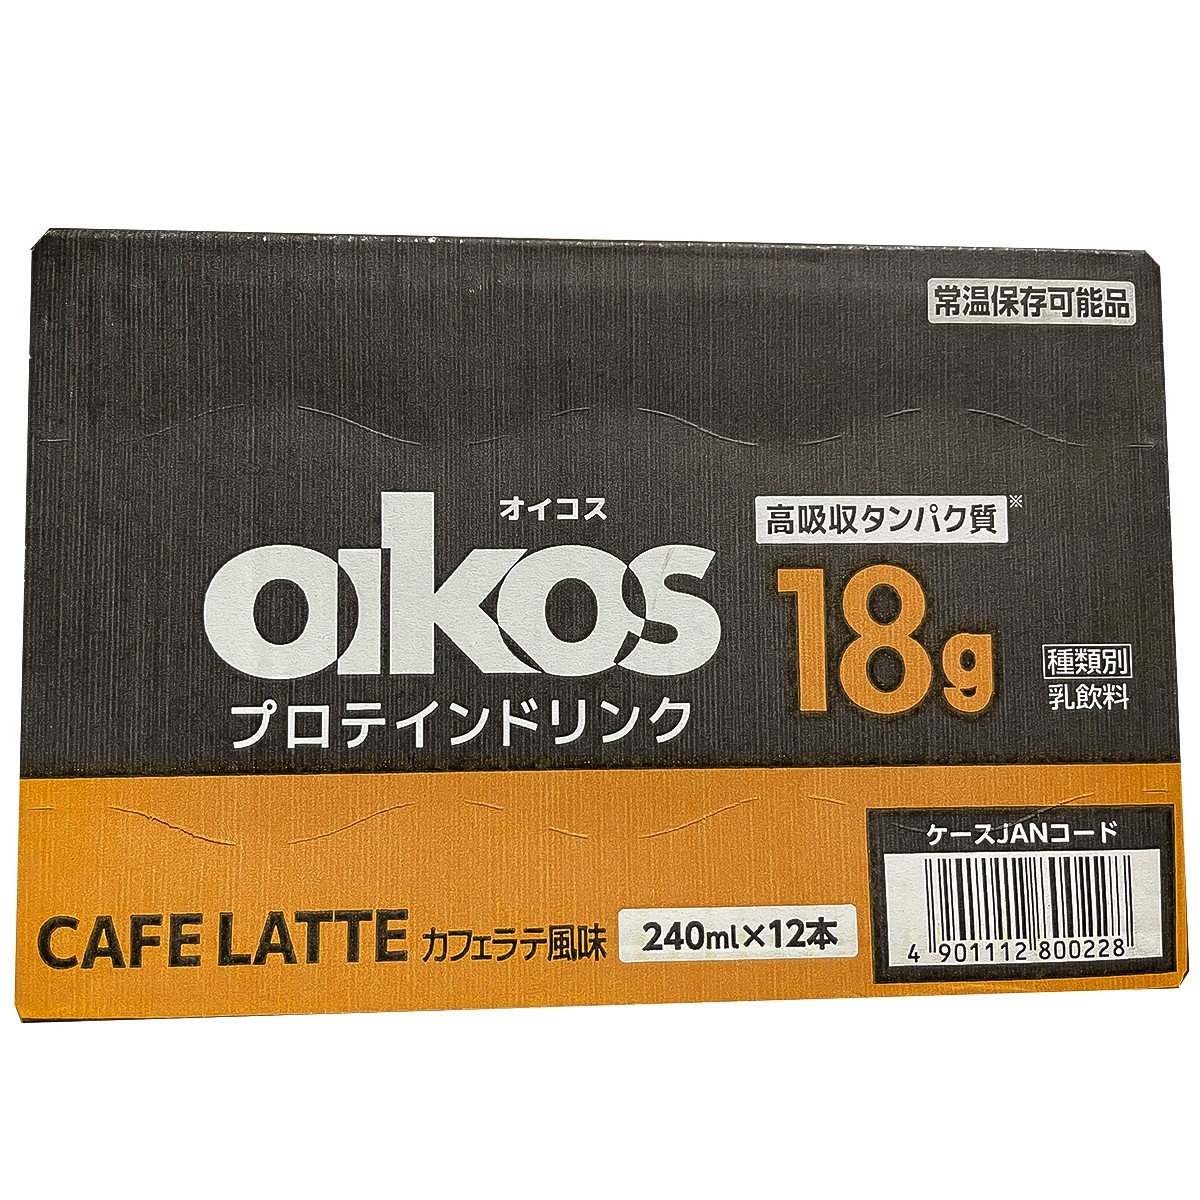 常温保存可能品
オイコス
oikos
プロテインドリンク
高吸収タンパク質※
18g
種類別
乳飲料
CAFE LATTE カフェラテ風味
240ml×12本
ケースJANコード
4 901112 800228